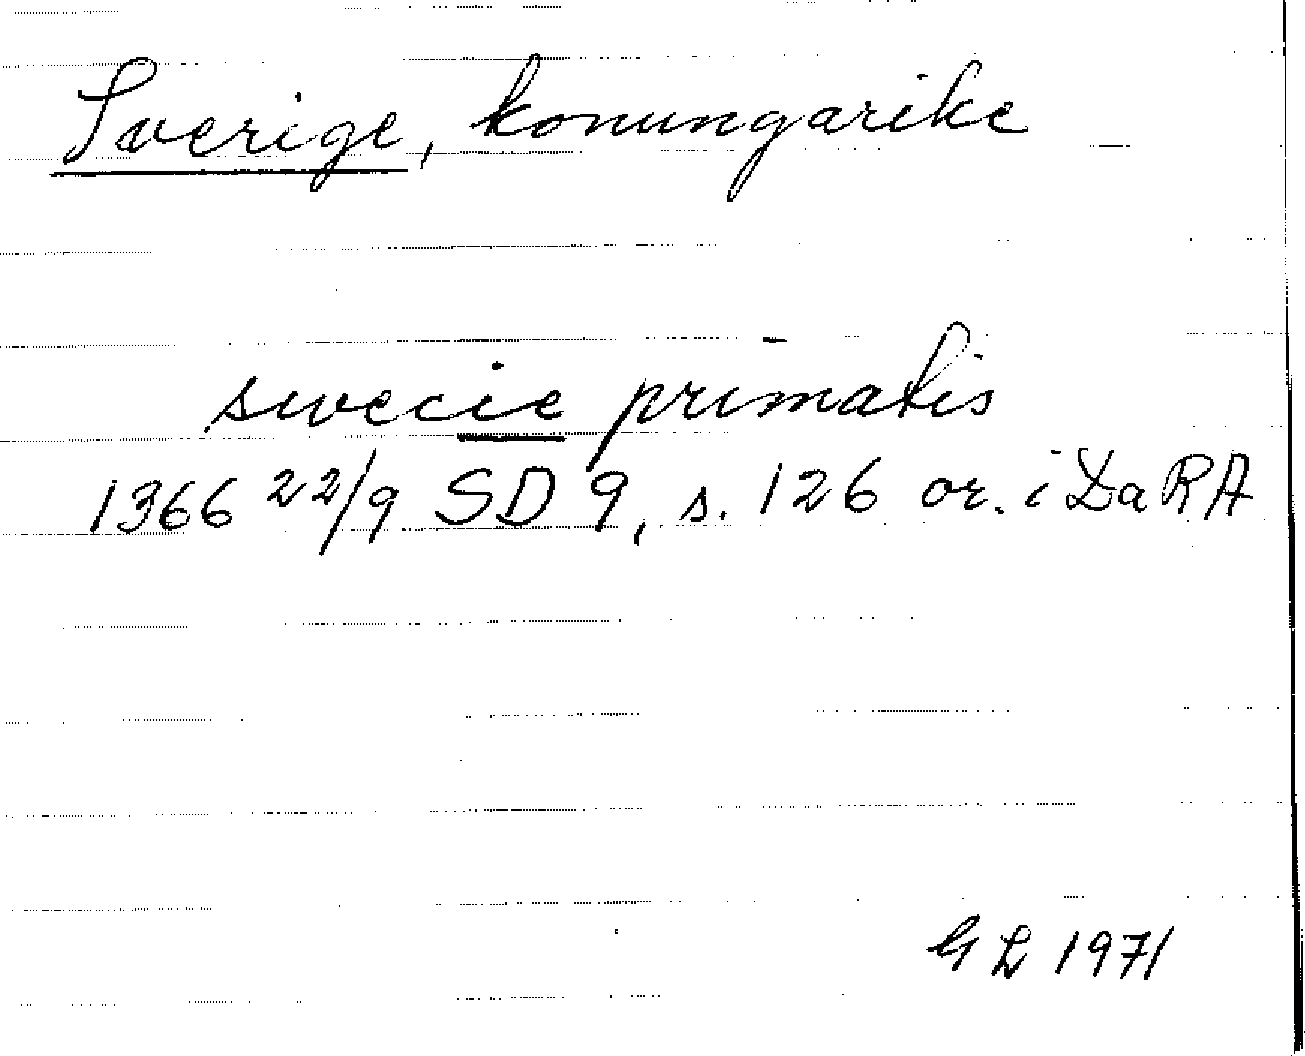 Sverige, konungarike
swecie primatis
1366 22/9 SD 9, s. 126 or. i DaRA
GL 1971